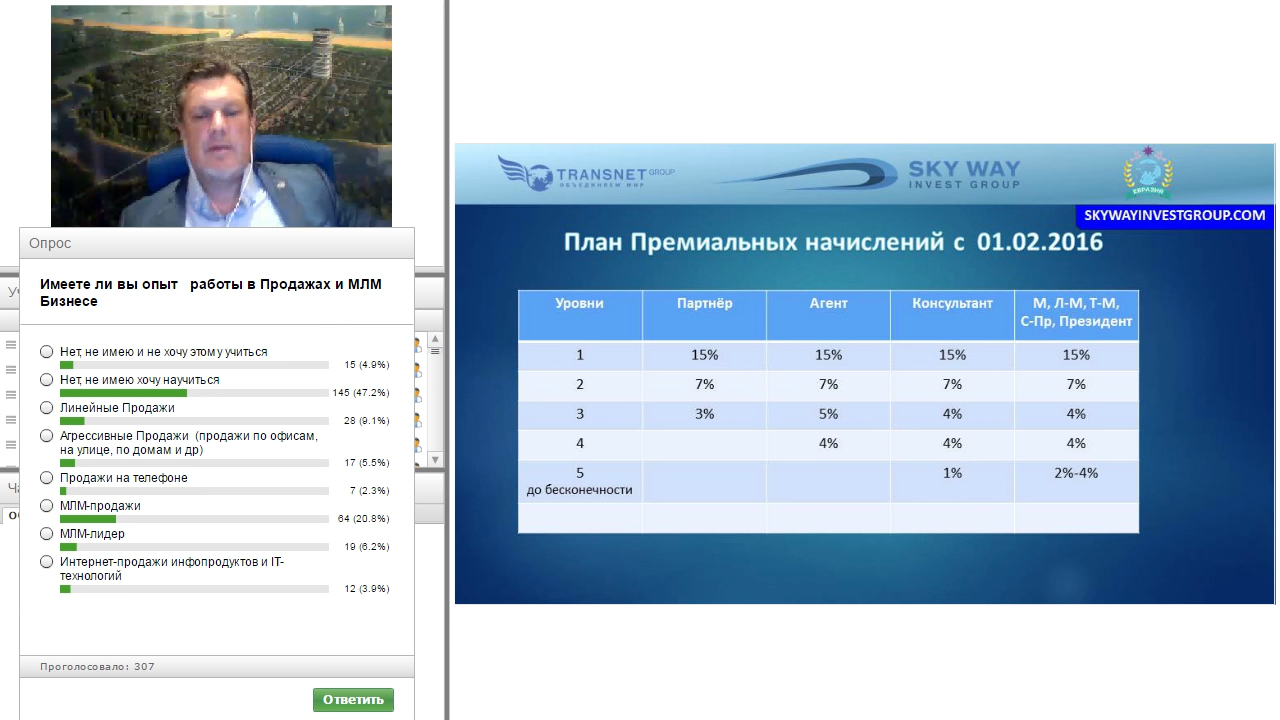 Опрос
Имеете ли вы опыт работы в Продажах и МЛМ
Бизнесе
Нет, не имею и не хочу этому учиться
15 (4.9%)
Нет, не имею хочу научиться
145 (47.2%)
Линейные Продажи
28 (9.1%)
Агрессивные Продажи (продажи по офисам,
на улице, по домам и др)
17 (5.5%)
Продажи на телефоне
7 (2.3%)
МЛМ-продажи
64 (20.8%)
МЛМ-лидер
19 (6.2%)
Интернет-продажи инфопродуктов и IT-
технологий
12 (3.9%)
Проголосовало: 307
Ответить
TRANSNET GROUP
ОБЪЕДИНЯЕМ МИР
SKY WAY
INVEST GROUP
ЕВРАЗИЯ
SKYWAYINVESTGROUP.COM
План Премиальных начислений с 01.02.2016
Уровни Партнёр Агент Консультант М, Л-М, Т-М,
С-Пр, Президент
1 15% 15% 15% 15%
2 7% 7% 7% 7%
3 3% 5% 4% 4%
4 4% 4% 4%
5 1% 2%-4%
до бесконечности